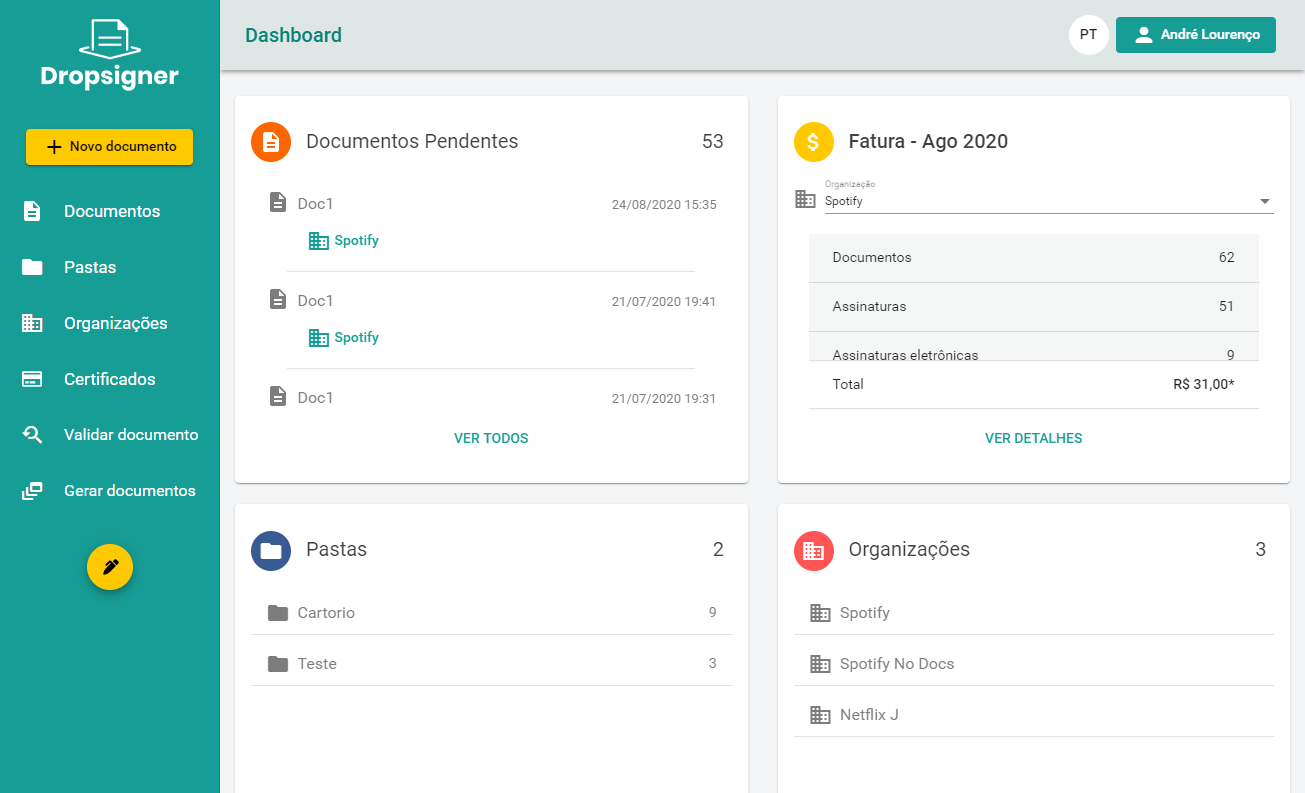 Dropsigner
Novo documento
Documentos
Pastas
Organizações
Certificados
Validar documento
Gerar documentos
Dashboard
PT
André Lourenço
Documentos Pendentes 53
Doc1 24/08/2020 15:35
Spotify
Doc1 21/07/2020 19:41
Spotify
Doc1 21/07/2020 19:31
VER TODOS
Fatura - Ago 2020
Organização
Spotify
Documentos 62
Assinaturas 51
Assinaturas eletrônicas 9
Total R$ 31,00*
VER DETALHES
Pastas 2
Cartorio 9
Teste 3
Organizações 3
Spotify
Spotify No Docs
Netflix J